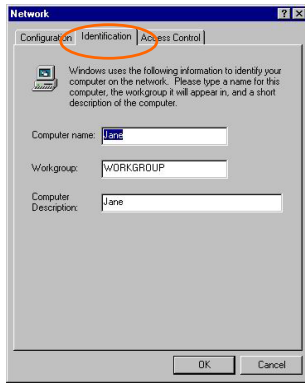 Network
Configuration Identification Access Control
Windows uses the following information to identify your
computer on the network. Please type a name for this
computer, the workgroup it will appear in, and a short
description of the computer.
Computer name: Jane
Workgroup: WORKGROUP
Computer
Description: Jane
OK Cancel